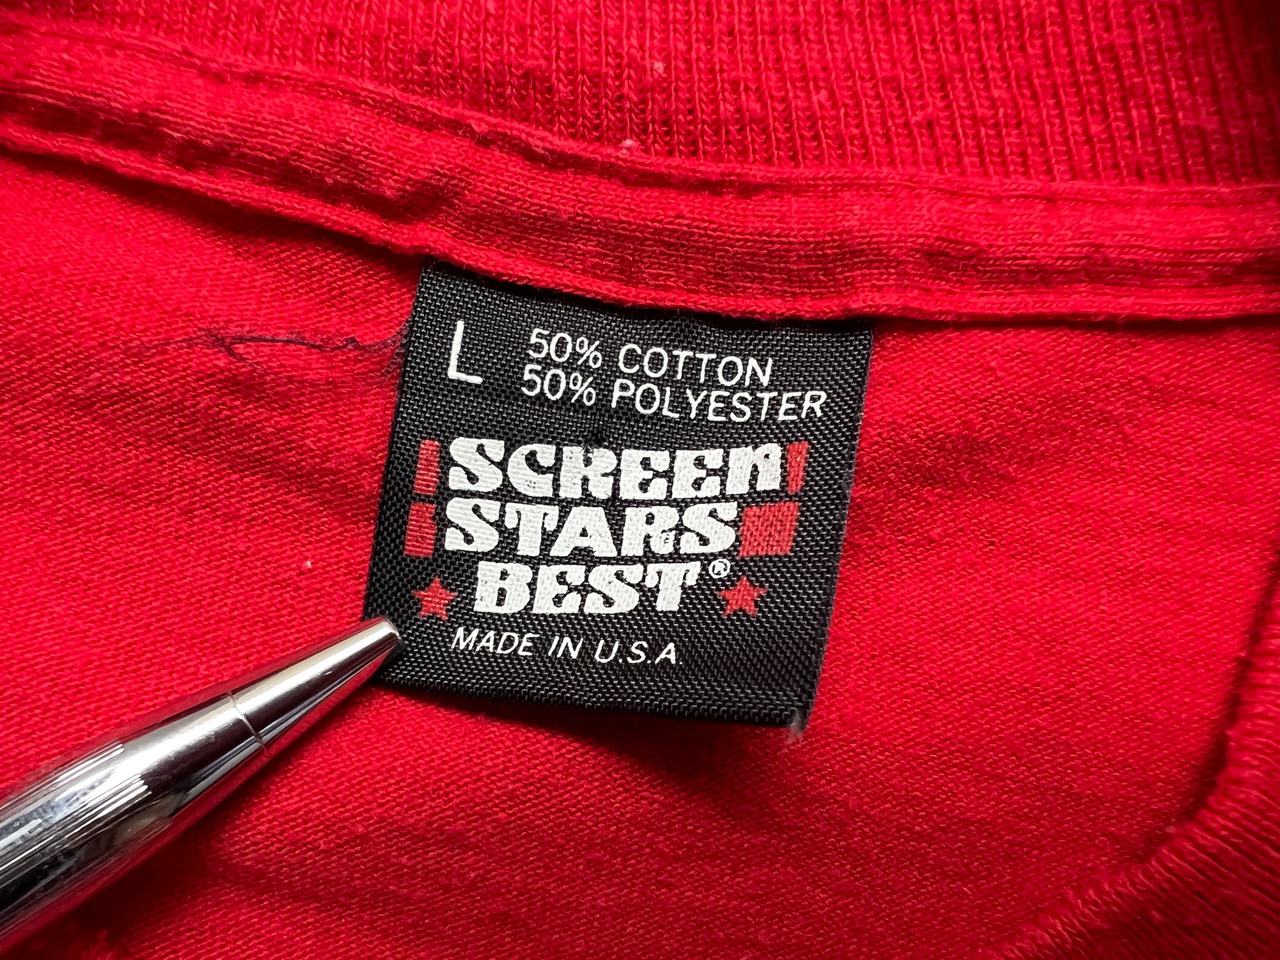 L 50% COTTON
50% POLYESTER
SCREEN
STARS
BEST®
MADE IN U.S.A